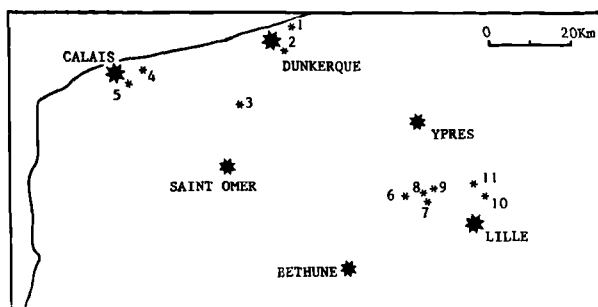 1
0 20Km
2
CALAIS
4
DUNKERQUE
5
3
YPRES
SAINT OMER
11
8 9
6
7
10
LILLE
BETHUNE